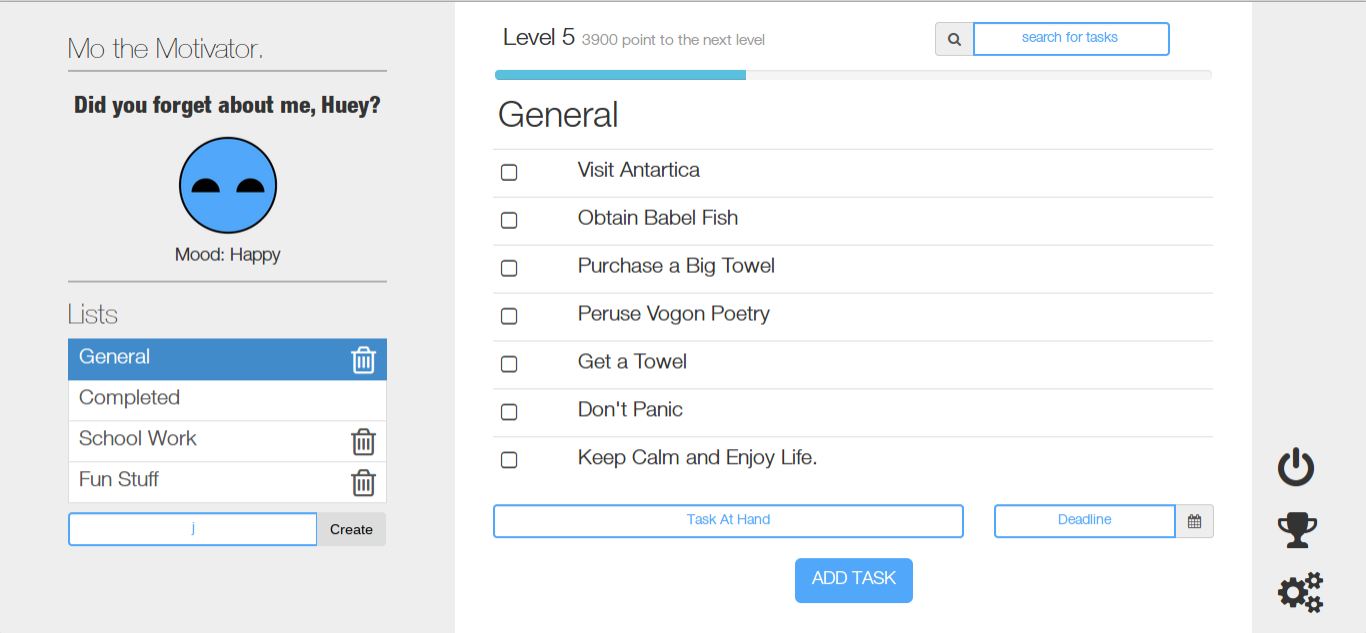 Mo the Motivator.
Did you forget about me, Huey?
Mood: Happy
Lists
General
Completed
School Work
Fun Stuff
j
Create
Level 5 3900 point to the next level
search for tasks
General
Visit Antartica
Obtain Babel Fish
Purchase a Big Towel
Peruse Vogon Poetry
Get a Towel
Don't Panic
Keep Calm and Enjoy Life.
Task At Hand
Deadline
ADD TASK